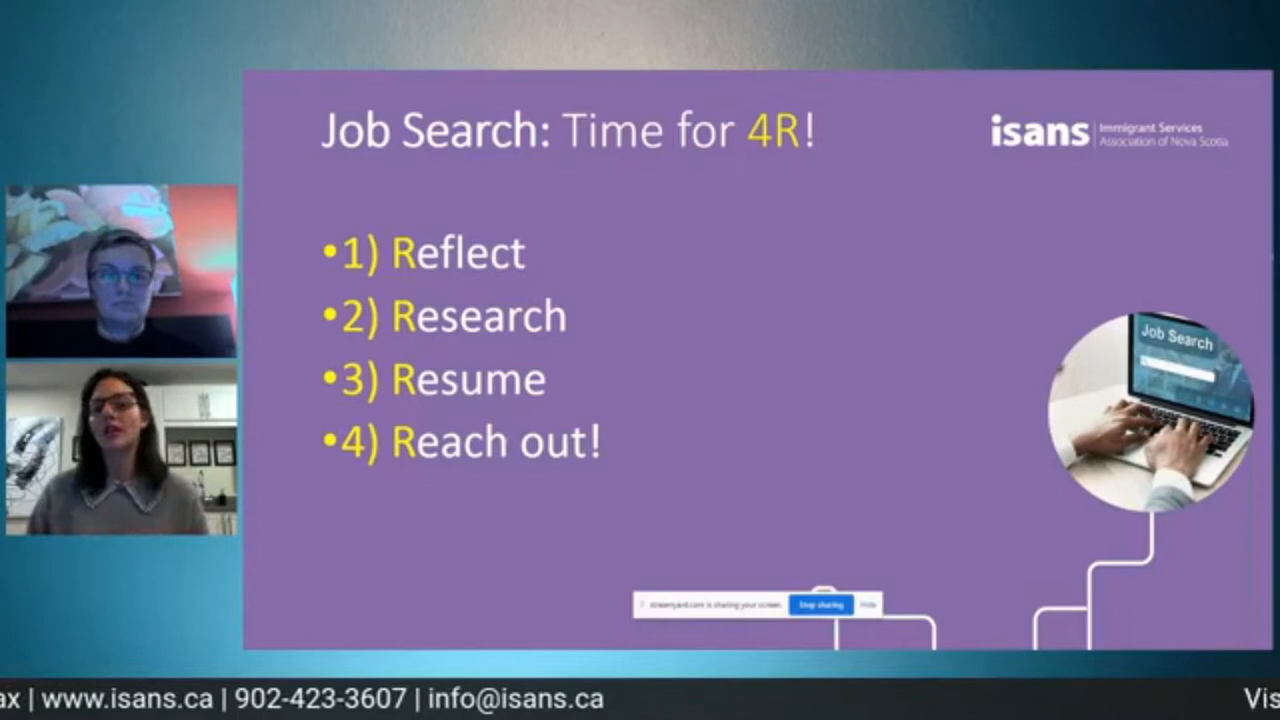 Job Search: Time for 4R!
isans | Immigrant Services
Association of Nova Scotia
•1) Reflect
•2) Research
•3) Resume
•4) Reach out!
Job Search
streamyard.com is sharing your screen. Stop sharing Hide
ax | www.isans.ca | 902-423-3607 | info@isans.ca
Vis